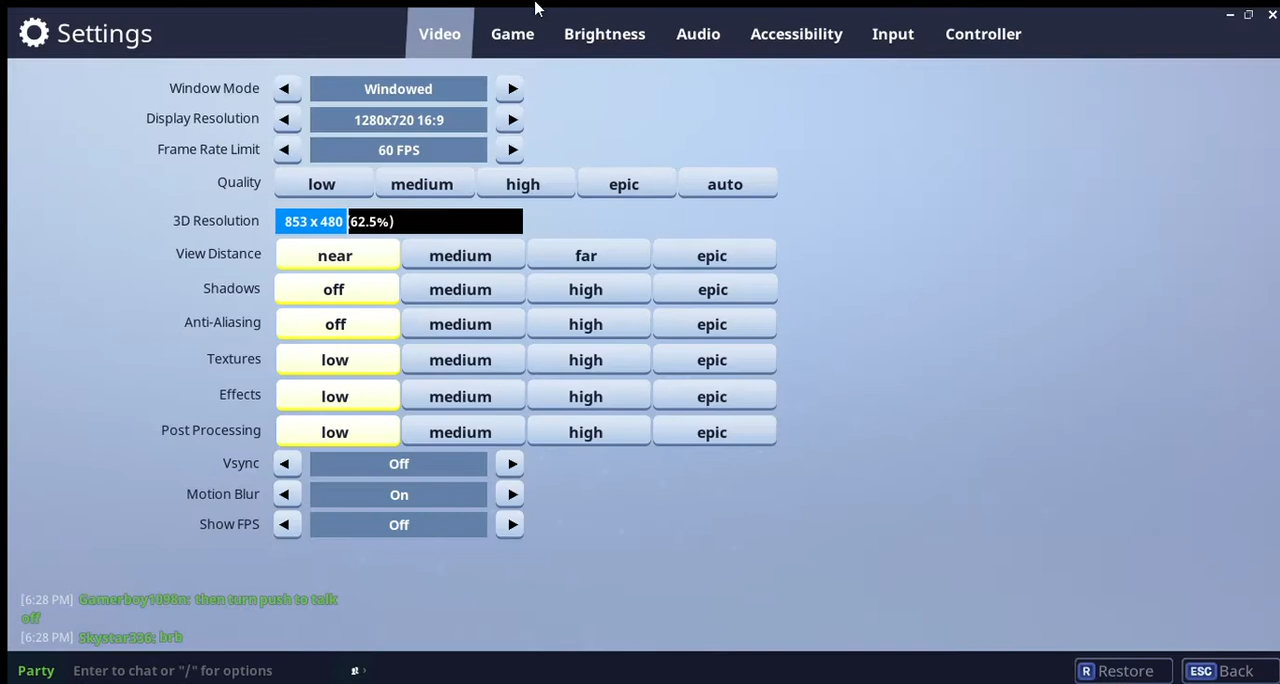 Settings
Video Game Brightness Audio Accessibility Input Controller
Window Mode Windowed
Display Resolution 1280x720 16:9
Frame Rate Limit 60 FPS
Quality low medium high epic auto
3D Resolution 853 x 480 (62.5%)
View Distance near medium far epic
Shadows off medium high epic
Anti-Aliasing off medium high epic
Textures low medium high epic
Effects low medium high epic
Post Processing low medium high epic
Vsync Off
Motion Blur On
Show FPS Off
[6:28 PM] Gamerboy1098n: then turn push to talk
off
[6:28 PM] Skystar336: brb
Party Enter to chat or "/" for options
R Restore ESC Back